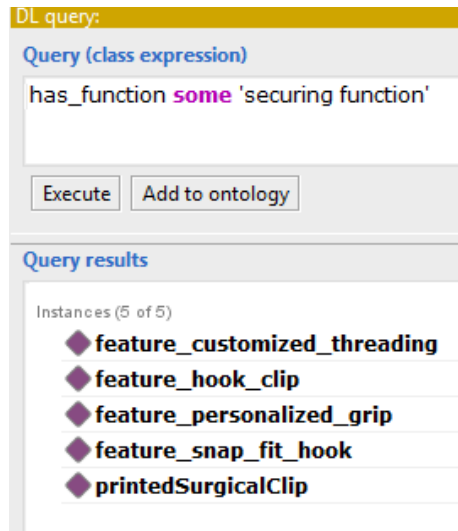 DL query:
Query (class expression)
has_function some 'securing function'
Execute Add to ontology
Query results
Instances (5 of 5)
feature_customized_threading
feature_hook_clip
feature_personalized_grip
feature_snap_fit_hook
printedSurgicalClip